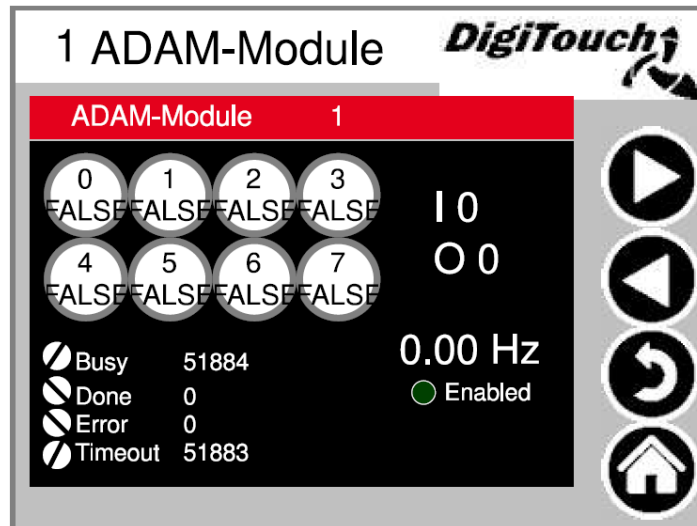 1 ADAM-Module
DigiTouch
ADAM-Module 1
0 1 2 3
FALSE FALSE FALSE FALSE
I 0
4 5 6 7
FALSE FALSE FALSE FALSE
O 0
Busy 51884
Done 0
Error 0
Timeout 51883
0.00 Hz
Enabled